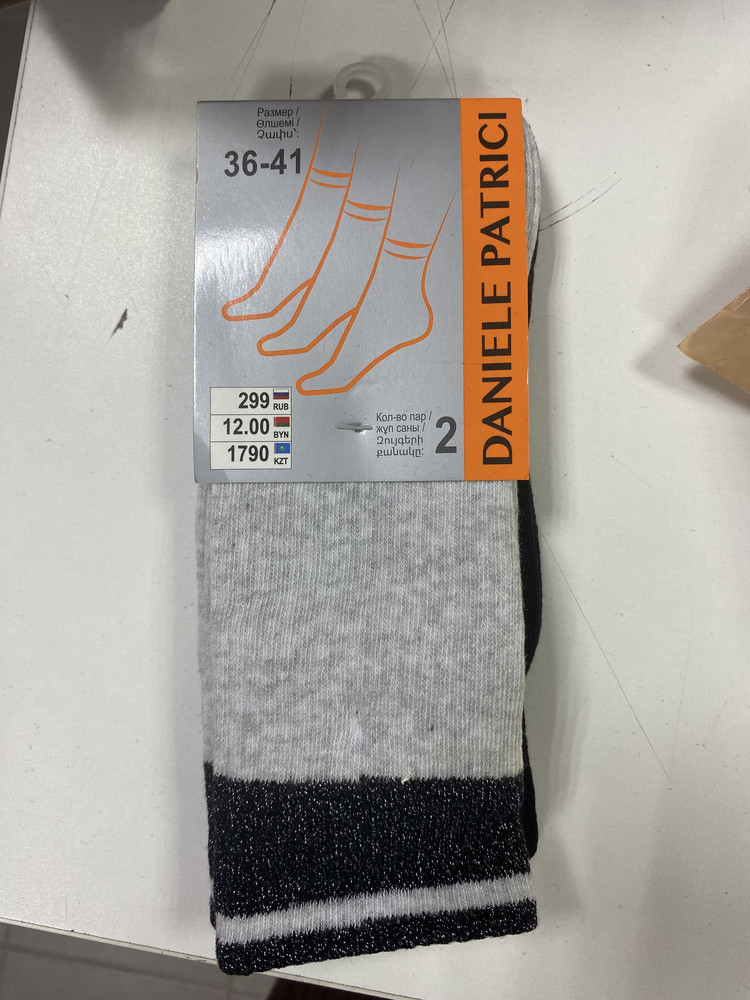 Размер /
Өлшемі /
Չափս՝:
36-41
DANIELE PATRICI
299 RUB
12.00 BYN
1790 KZT
Кол-во пар /
жұп саны /
Զույգերի
քանակը:
2